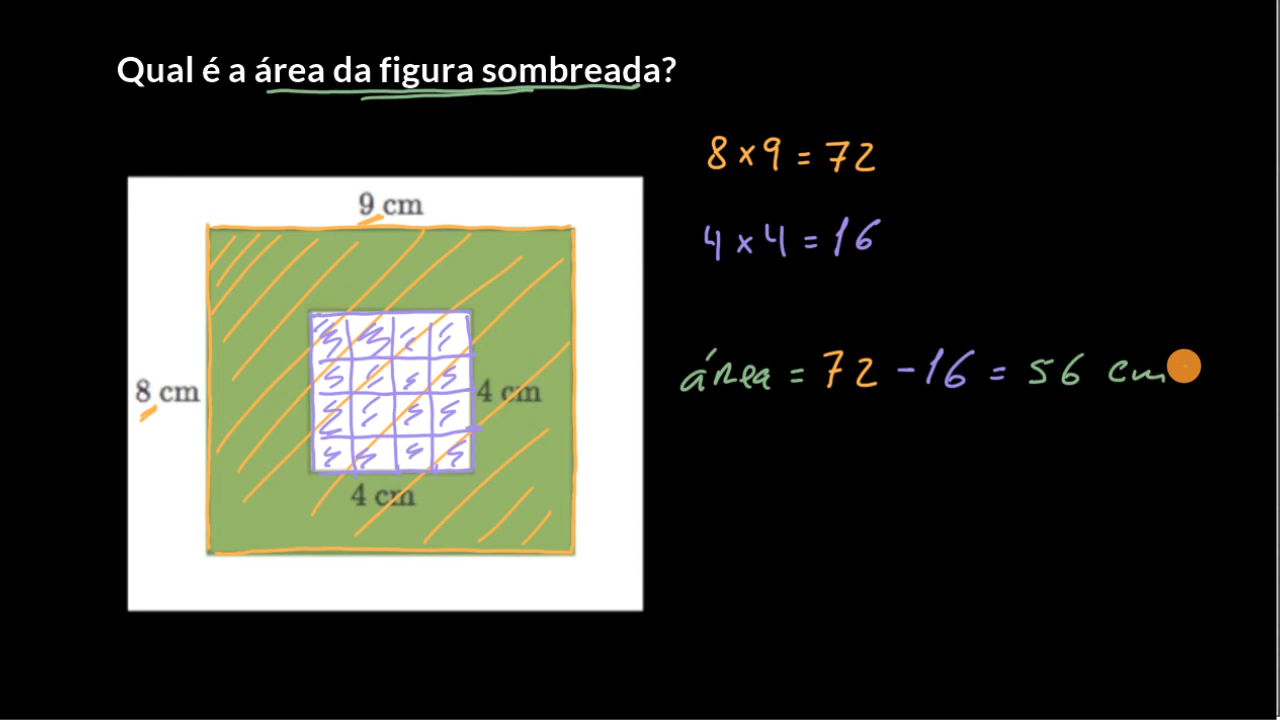 Qual é a área da figura sombreada?
8 x 9 = 72
9 cm
4 x 4 = 16
área = 72 - 16 = 56 cm
8 cm
4 cm
4 cm